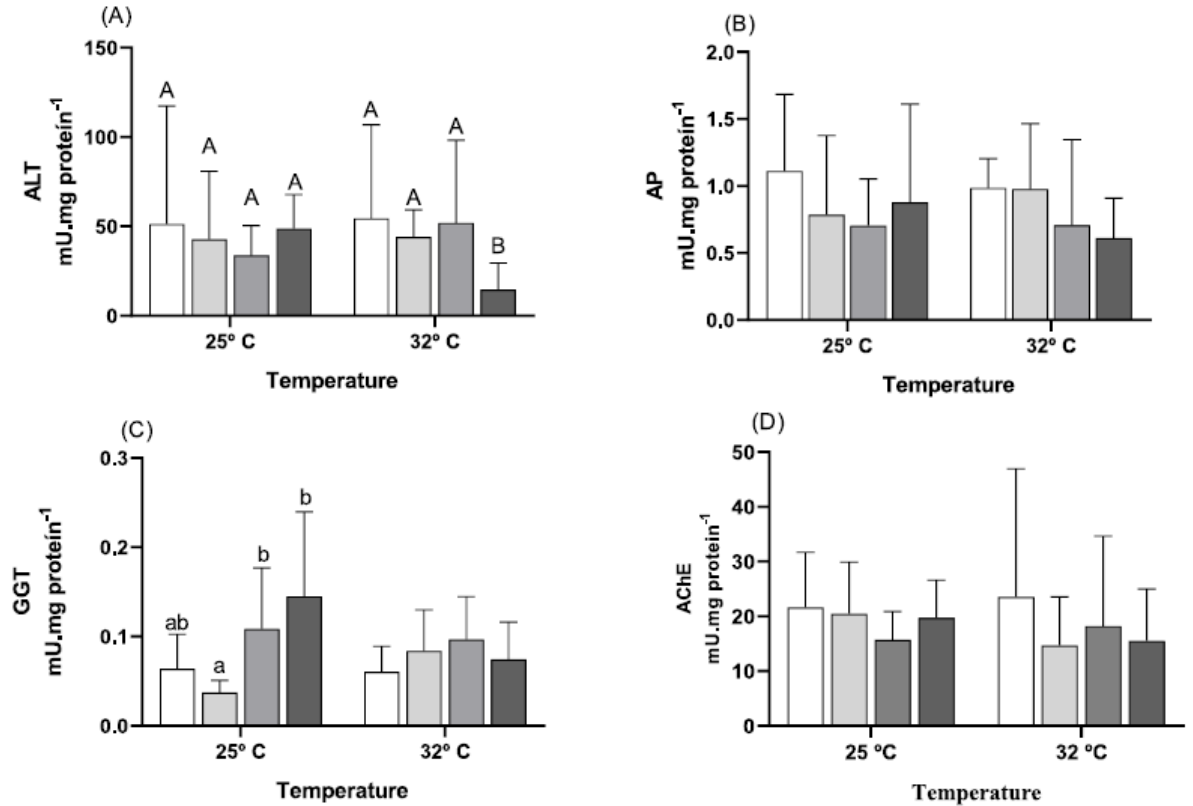 (A)
150
100
50
0
ALT
mU.mg proteín-1
A
A
A
A
A
A
A
B
25º C
32º C
Temperature
(B)
2.0
1.5
1.0
0.5
0.0
AP
mU.mg proteín-1
25º C
32º C
Temperature
(C)
0.3
0.2
0.1
0.0
GGT
mU.mg proteín-1
ab
a
b
b
25º C
32º C
Temperature
(D)
50
40
30
20
10
0
AChE
mU.mg proteín-1
25 ºC
32 ºC
Temperature